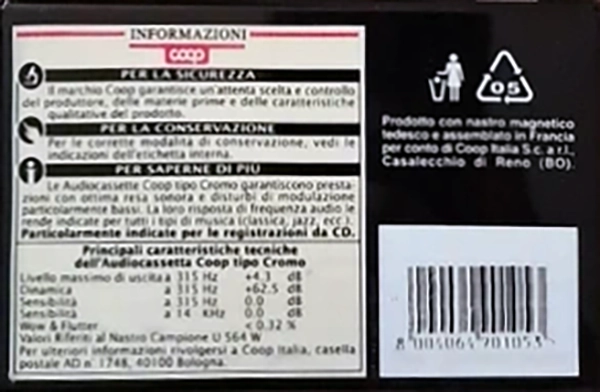 INFORMAZIONI
coop
PER LA SICUREZZA
Il marchio Coop garantisce un'attenta scelta e controllo
del produttore, delle materie prime e delle caratteristiche
qualitative del prodotto.
PER LA CONSERVAZIONE
Per le corrette modalità di conservazione, vedi le
indicazioni dell'etichetta interna.
PER SAPERNE DI PIÙ
Le Audiocassette Coop tipo Cromo garantiscono presta-
zioni con ottima resa sonora e disturbi di modulazione
particolarmente bassi. La loro risposta di frequenza audio le
rende indicate per tutti i tipi di musica (classica, jazz, ecc.).
Particolarmente indicate per le registrazioni da CD.
Principali caratteristiche tecniche
dell'Audiocassetta Coop tipo Cromo
Livello massimo di uscita a 315 Hz +4.3 dB
Dinamica a 315 Hz +62.5 dB
Sensibilità a 315 Hz 0.0 dB
Sensibilità a 14 KHz 0.0 dB
Wow & Flutter < 0.32 %
Valori Riferiti al Nastro Campione U 564 W
Per ulteriori informazioni rivolgersi a Coop Italia, casella
postale AD n. 1748, 40100 Bologna.
05
Prodotto con nastro magnetico
tedesco e assemblato in Francia
per conto di Coop Italia S.c. a r.l.,
Casalecchio di Reno (BO).
8 001064 701053